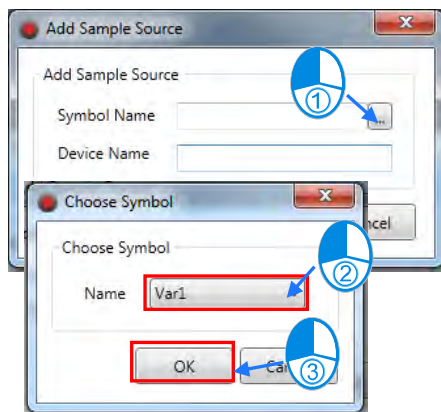 Add Sample Source
Add Sample Source
Symbol Name
...
①
Device Name
Choose Symbol
Choose Symbol
Name
Var1
②
OK
③